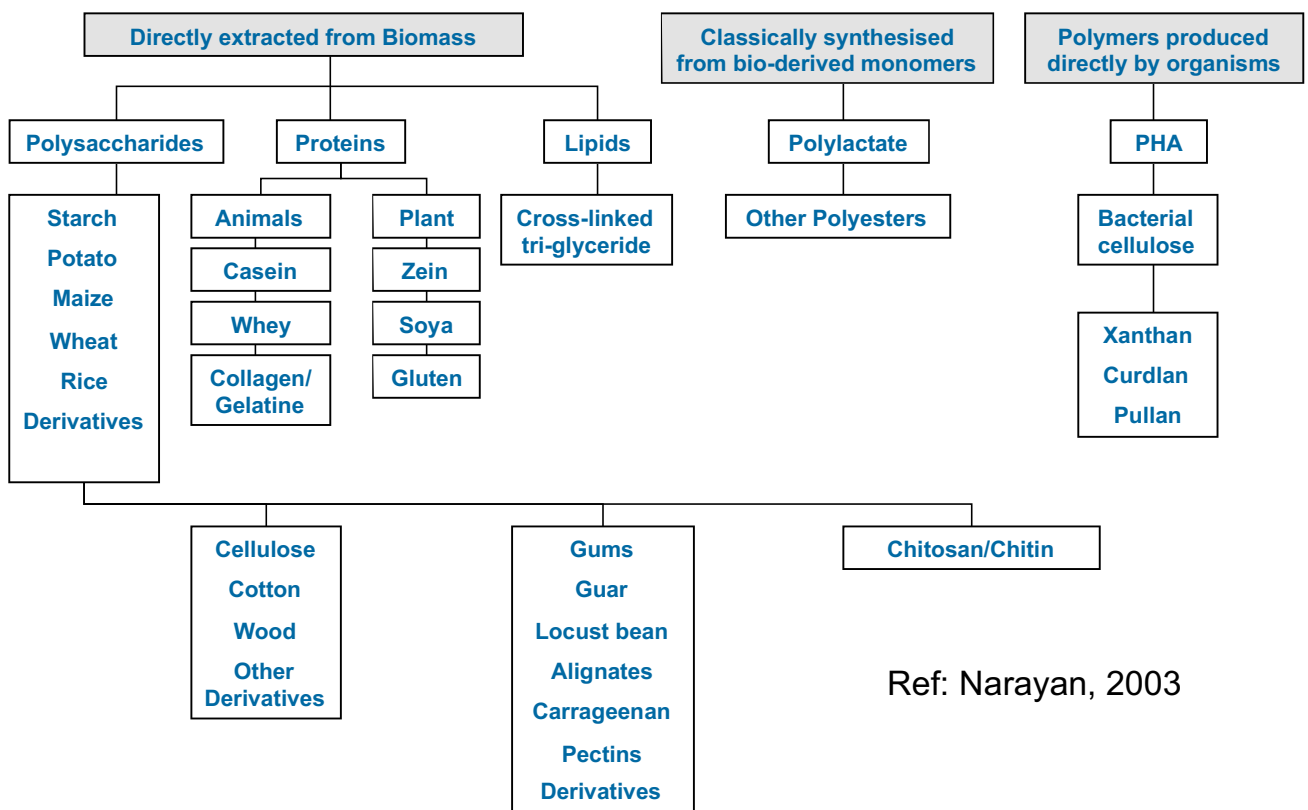 Directly extracted from Biomass
Classically synthesised
from bio-derived monomers
Polymers produced
directly by organisms
Polysaccharides
Proteins
Lipids
Polylactate
PHA
Starch
Potato
Maize
Wheat
Rice
Derivatives
Animals
Casein
Whey
Collagen/
Gelatine
Plant
Zein
Soya
Gluten
Cross-linked
tri-glyceride
Other Polyesters
Bacterial
cellulose
Xanthan
Curdlan
Pullan
Cellulose
Cotton
Wood
Other
Derivatives
Gums
Guar
Locust bean
Alignates
Carrageenan
Pectins
Derivatives
Chitosan/Chitin
Ref: Narayan, 2003